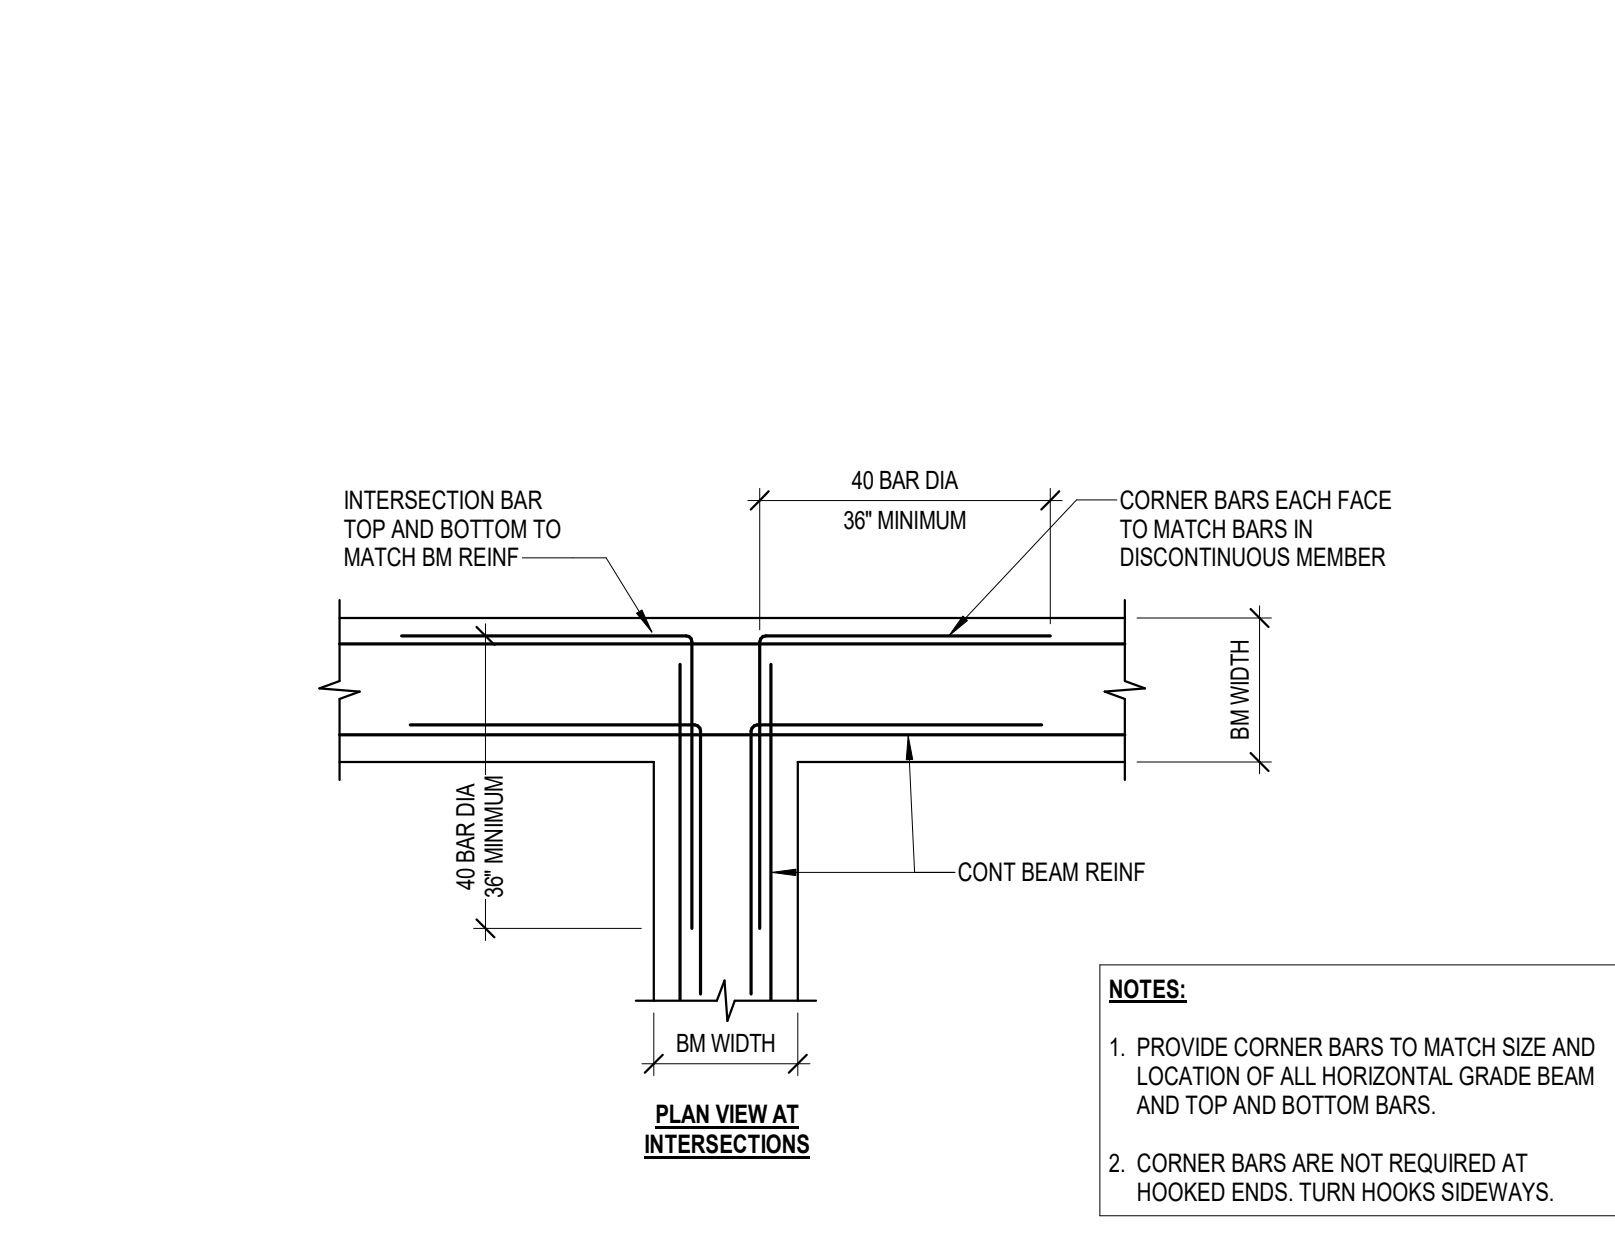 40 BAR DIA
36" MINIMUM
INTERSECTION BAR
TOP AND BOTTOM TO
MATCH BM REINF
CORNER BARS EACH FACE
TO MATCH BARS IN
DISCONTINUOUS MEMBER
BM WIDTH
40 BAR DIA
36" MINIMUM
CONT BEAM REINF
BM WIDTH
PLAN VIEW AT
INTERSECTIONS
NOTES:
1. PROVIDE CORNER BARS TO MATCH SIZE AND
LOCATION OF ALL HORIZONTAL GRADE BEAM
AND TOP AND BOTTOM BARS.
2. CORNER BARS ARE NOT REQUIRED AT
HOOKED ENDS. TURN HOOKS SIDEWAYS.